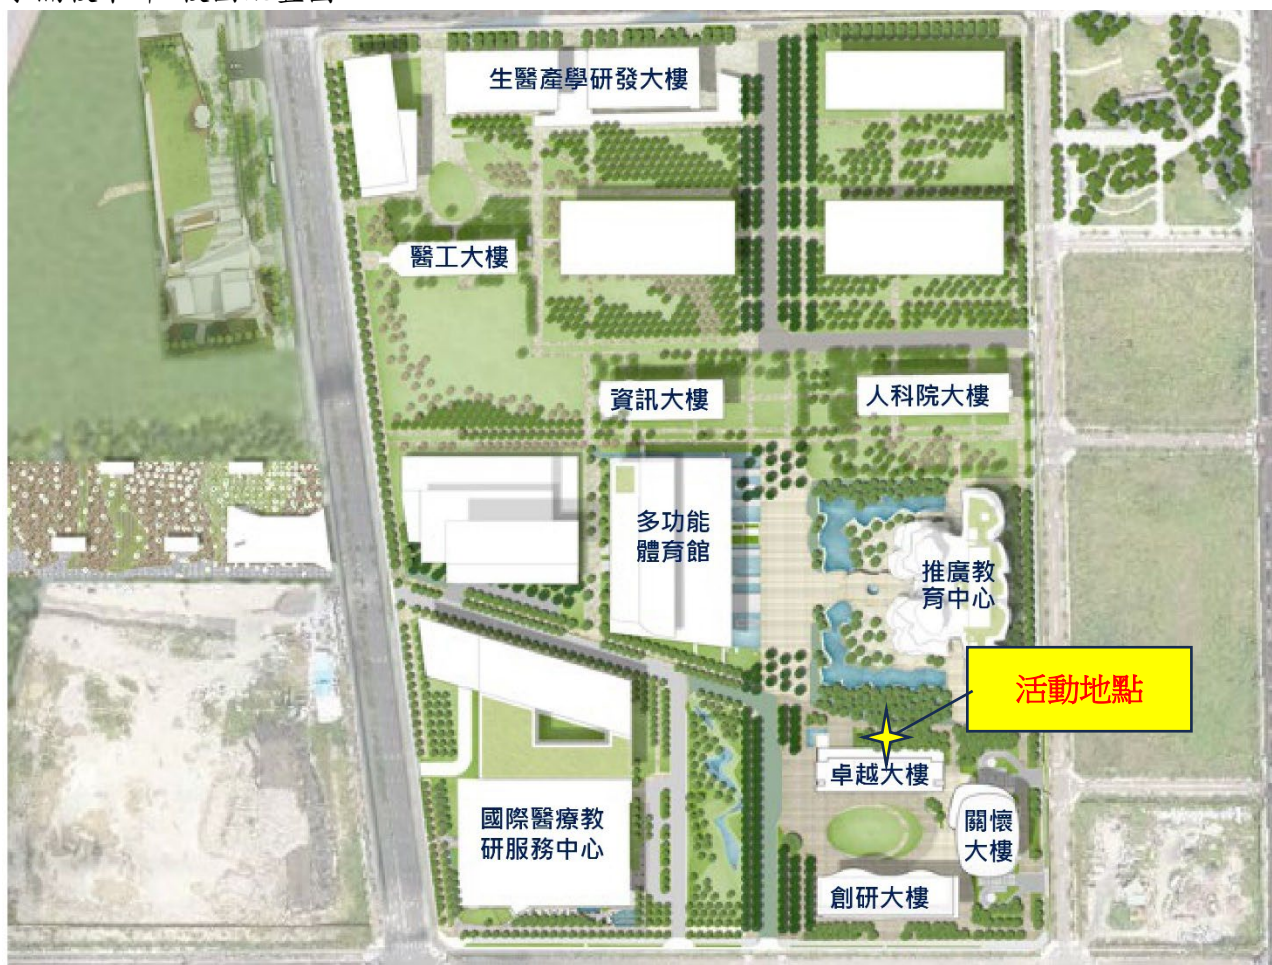 生醫產學研發大樓
醫工大樓
資訊大樓
人科院大樓
多功能
體育館
推廣教
育中心
活動地點
卓越大樓
國際醫療教
研服務中心
關懷
大樓
創研大樓